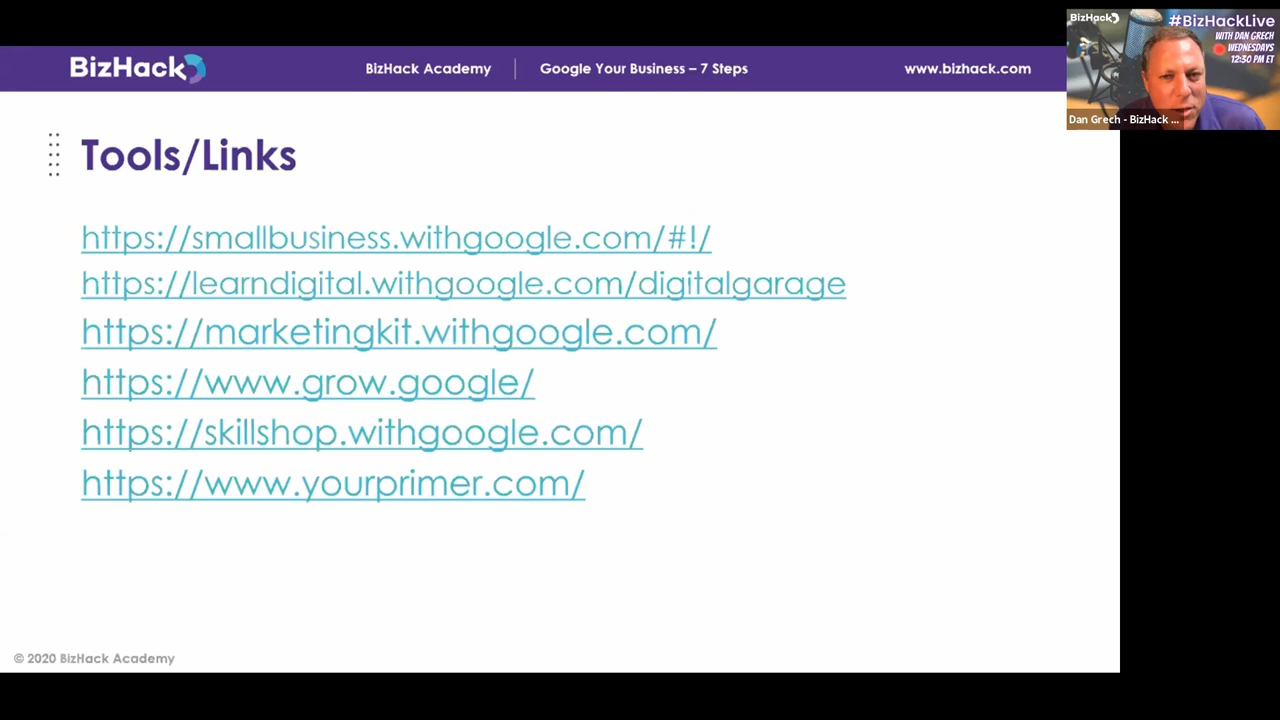 BizHack
BizHack Academy
Google Your Business – 7 Steps
www.bizhack.com
Tools/Links
https://smallbusiness.withgoogle.com/#!/
https://learndigital.withgoogle.com/digitalgarage
https://marketingkit.withgoogle.com/
https://www.grow.google/
https://skillshop.withgoogle.com/
https://www.yourprimer.com/
© 2020 BizHack Academy
BizHack
#BizHackLive
WITH DAN GRECH
WEDNESDAYS
12:30 PM ET
Dan Grech - BizHack ...